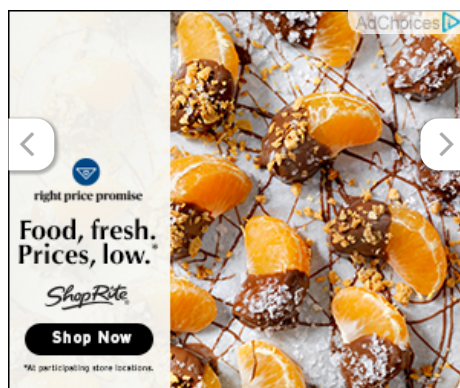 AdChoices
right price promise
Food, fresh.
Prices, low.*
ShopRite
Shop Now
*At participating store locations.